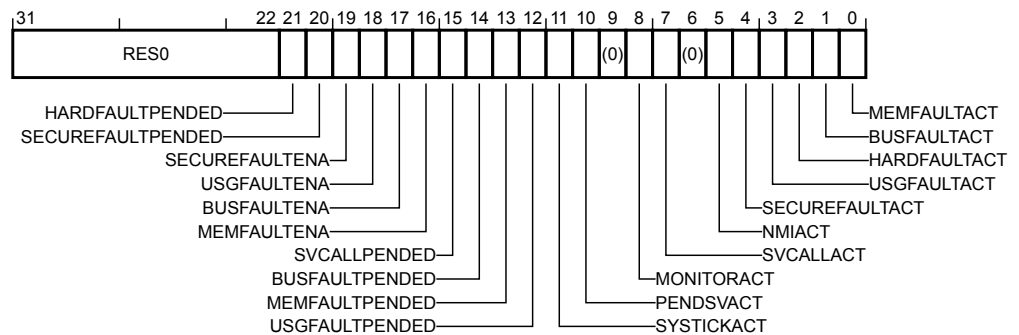 31 22 21 20 19 18 17 16 15 14 13 12 11 10 9 8 7 6 5 4 3 2 1 0
RES0 (0) (0)
HARDFAULTPENDED MEMFAULTACT
SECUREFAULTPENDED BUSFAULTACT
SECUREFAULTENA HARDFAULTACT
USGFAULTENA USGFAULTACT
BUSFAULTENA SECUREFAULTACT
MEMFAULTENA NMIACT
SVCALLPENDED SVCALLACT
BUSFAULTPENDED MONITORACT
MEMFAULTPENDED PENDSVACT
USGFAULTPENDED SYSTICKACT